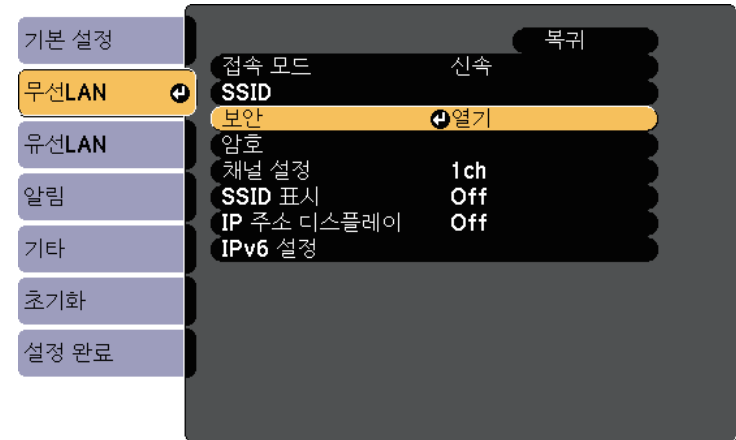 기본 설정
무선LAN
유선LAN
알림
기타
초기화
설정 완료
복귀
접속 모드 신속
SSID
보안 열기
암호
채널 설정 1ch
SSID 표시 Off
IP 주소 디스플레이 Off
IPv6 설정